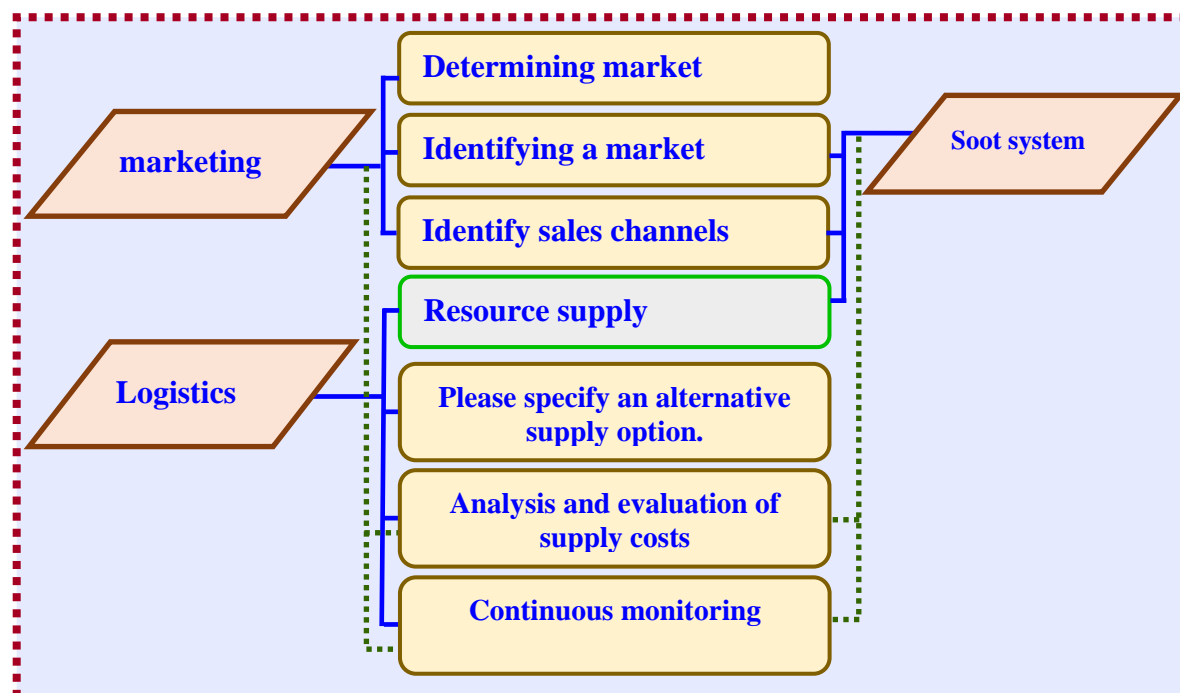 Determining market
marketing
Identifying a market
Soot system
Identify sales channels
Resource supply
Logistics
Please specify an alternative
supply option.
Analysis and evaluation of
supply costs
Continuous monitoring